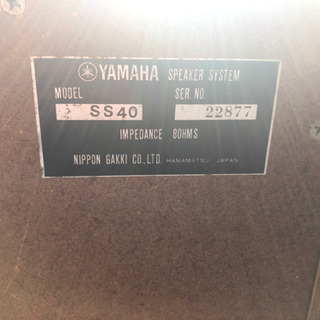 YAMAHA SPEAKER SYSTEM
MODEL SER. NO.
SS40 22877
IMPEDANCE 8OHMS
NIPPON GAKKI CO., LTD. HAMAMATSU, JAPAN